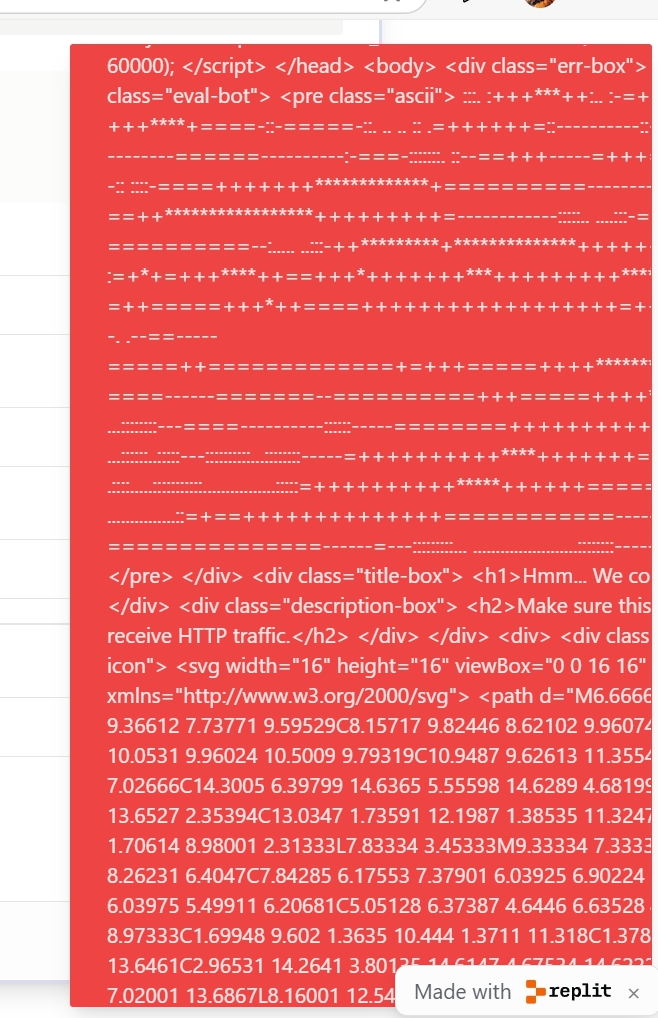 60000); </script> </head> <body> <div class="err-box">
class="eval-bot"> <pre class="ascii"> :::. :+++***++:.. :-=+
+++****+====-::-=====-::. .. .. :: .=++++++=::----------::
--------======----------:-===-::::::::. ::--==+++-----=+++=
-:: ::::-====+++++++*************+==========--------
==++*****************+++++++++=------------:::::.. ....:::-=
==========--:..... ..:::-++*********+**************+++++
:=+*+=+++****++==+++*+++++++***+++++++++****
=++=====+++*++====+++++++++++++++++=+
-. .--==-----
=====++=============+=+++=====++++*******
====------=======--==========+++=====++++*
...::::::::---====----------::::::-----========++++++++++
...::::::..:::::---::::::::::...::::::::-----=++++++++++****+++++++=
.::::.....:::::::::::......................:::::=++++++++++*****++++++=====
................::=+==++++++++++++++============-----
===============------=---::::::::::... .........................::::::::-----
</pre> </div> <div class="title-box"> <h1>Hmm... We co
</div> <div class="description-box"> <h2>Make sure this
receive HTTP traffic.</h2> </div> </div> <div> <div class
icon"> <svg width="16" height="16" viewBox="0 0 16 16"
xmlns="http://www.w3.org/2000/svg"> <path d="M6.6666
9.36612 7.73771 9.59529C8.15717 9.82446 8.62102 9.96074
10.0531 9.96024 10.5009 9.79319C10.9487 9.62613 11.3554
7.02666C14.3005 6.39799 14.6365 5.55598 14.6289 4.68199
13.6527 2.35394C13.0347 1.73591 12.1987 1.38535 11.3247
1.70614 8.98001 2.31333L7.83334 3.45333M9.33334 7.3333
8.26231 6.4047C7.84285 6.17553 7.37901 6.03925 6.90224
6.03975 5.49911 6.20681C5.05128 6.37387 4.6446 6.63528
8.97333C1.69948 9.602 1.3635 10.444 1.3711 11.318C1.378
13.6461C2.96531 14.2641 3.80135 14.6147 4.67534 14.6223
7.02001 13.6867L8.16001 12.54
Made with replit ×